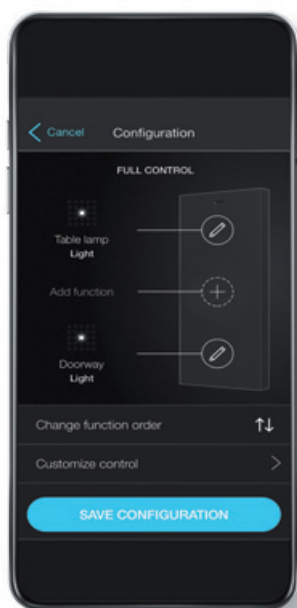 Cancel
Configuration
FULL CONTROL
Table lamp
Light
Add function
Doorway
Light
Change function order
Customize control
SAVE CONFIGURATION